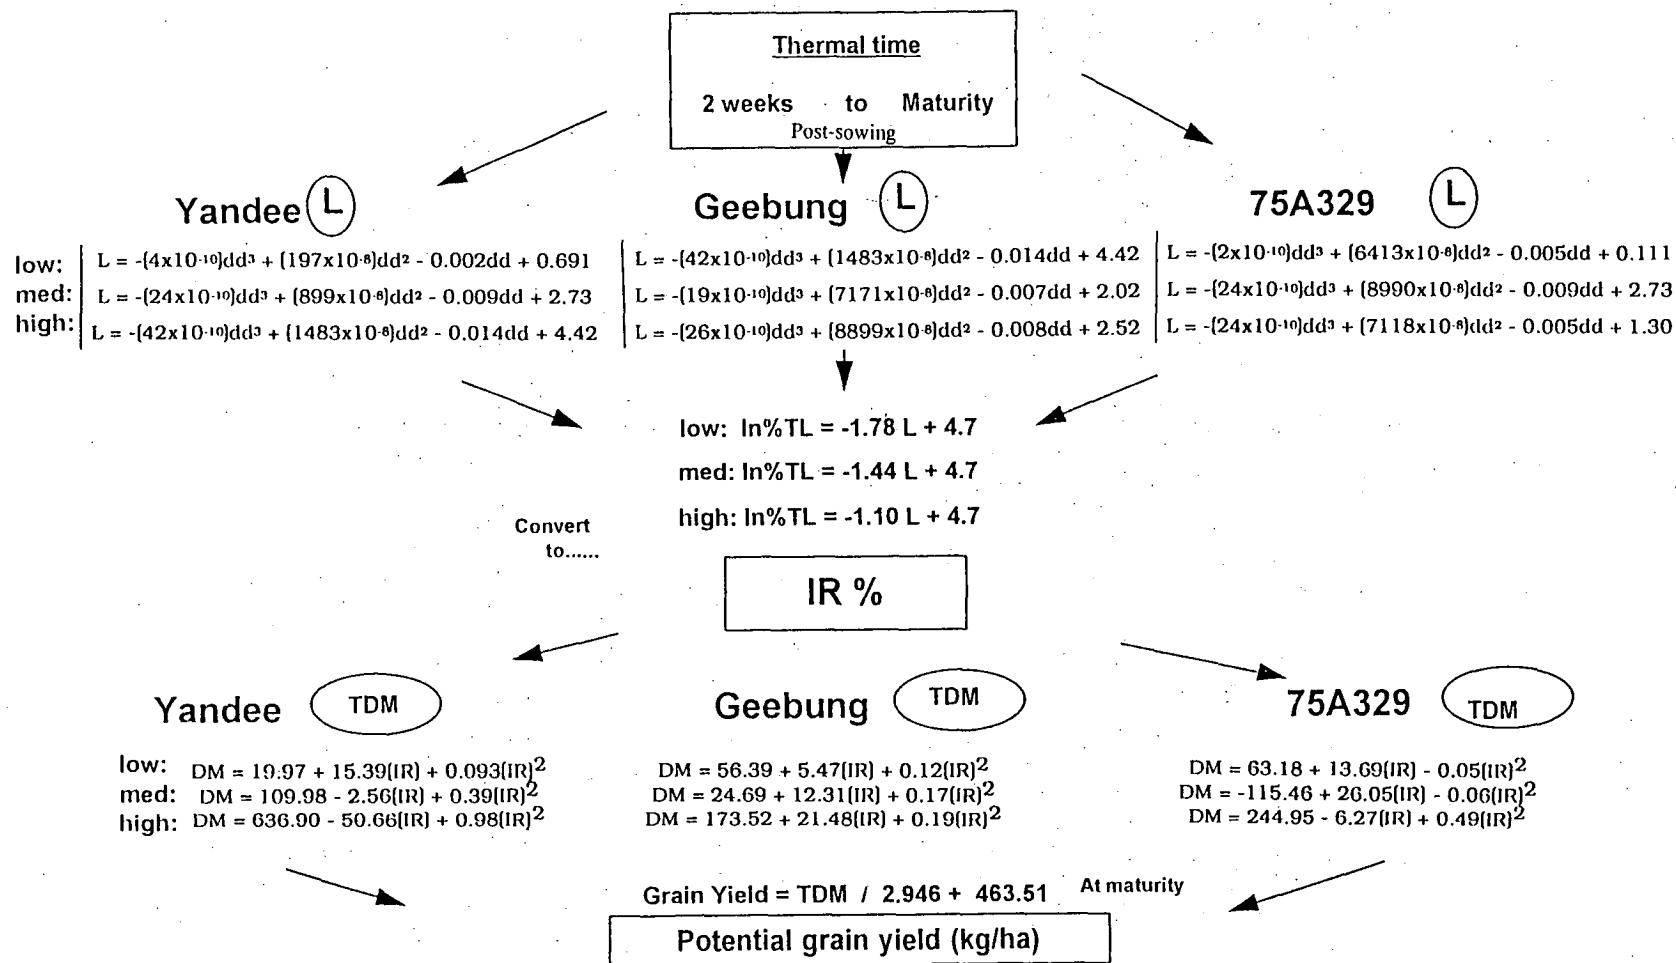 Thermal time
2 weeks to Maturity
Post-sowing
Yandee L
Geebung L
75A329 L
low: L = -(4x10⁻¹⁰)dd³ + (197x10⁻⁸)dd² - 0.002dd + 0.691
med: L = -(24x10⁻¹⁰)dd³ + (899x10⁻⁸)dd² - 0.009dd + 2.73
high: L = -(42x10⁻¹⁰)dd³ + (1483x10⁻⁸)dd² - 0.014dd + 4.42
L = -(42x10⁻¹⁰)dd³ + (1483x10⁻⁸)dd² - 0.014dd + 4.42
L = -(19x10⁻¹⁰)dd³ + (7171x10⁻⁸)dd² - 0.007dd + 2.02
L = -(26x10⁻¹⁰)dd³ + (8899x10⁻⁸)dd² - 0.008dd + 2.52
L = -(2x10⁻¹⁰)dd³ + (6413x10⁻⁸)dd² - 0.005dd + 0.111
L = -(24x10⁻¹⁰)dd³ + (8990x10⁻⁸)dd² - 0.009dd + 2.73
L = -(24x10⁻¹⁰)dd³ + (7118x10⁻⁸)dd² - 0.005dd + 1.30
low: ln%TL = -1.78 L + 4.7
med: ln%TL = -1.44 L + 4.7
high: ln%TL = -1.10 L + 4.7
Convert
to......
IR %
Yandee TDM
Geebung TDM
75A329 TDM
low: DM = 19.97 + 15.39(IR) + 0.093(IR)²
med: DM = 109.98 - 2.56(IR) + 0.39(IR)²
high: DM = 636.90 - 50.66(IR) + 0.98(IR)²
DM = 56.39 + 5.47(IR) + 0.12(IR)²
DM = 24.69 + 12.31(IR) + 0.17(IR)²
DM = 173.52 + 21.48(IR) + 0.19(IR)²
DM = 63.18 + 13.69(IR) - 0.05(IR)²
DM = -115.46 + 26.05(IR) - 0.06(IR)²
DM = 244.95 - 6.27(IR) + 0.49(IR)²
Grain Yield = TDM / 2.946 + 463.51 At maturity
Potential grain yield (kg/ha)